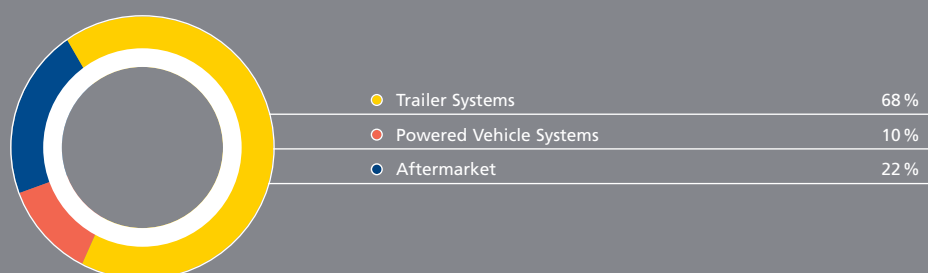 Trailer Systems 68 %
Powered Vehicle Systems 10 %
Aftermarket 22 %